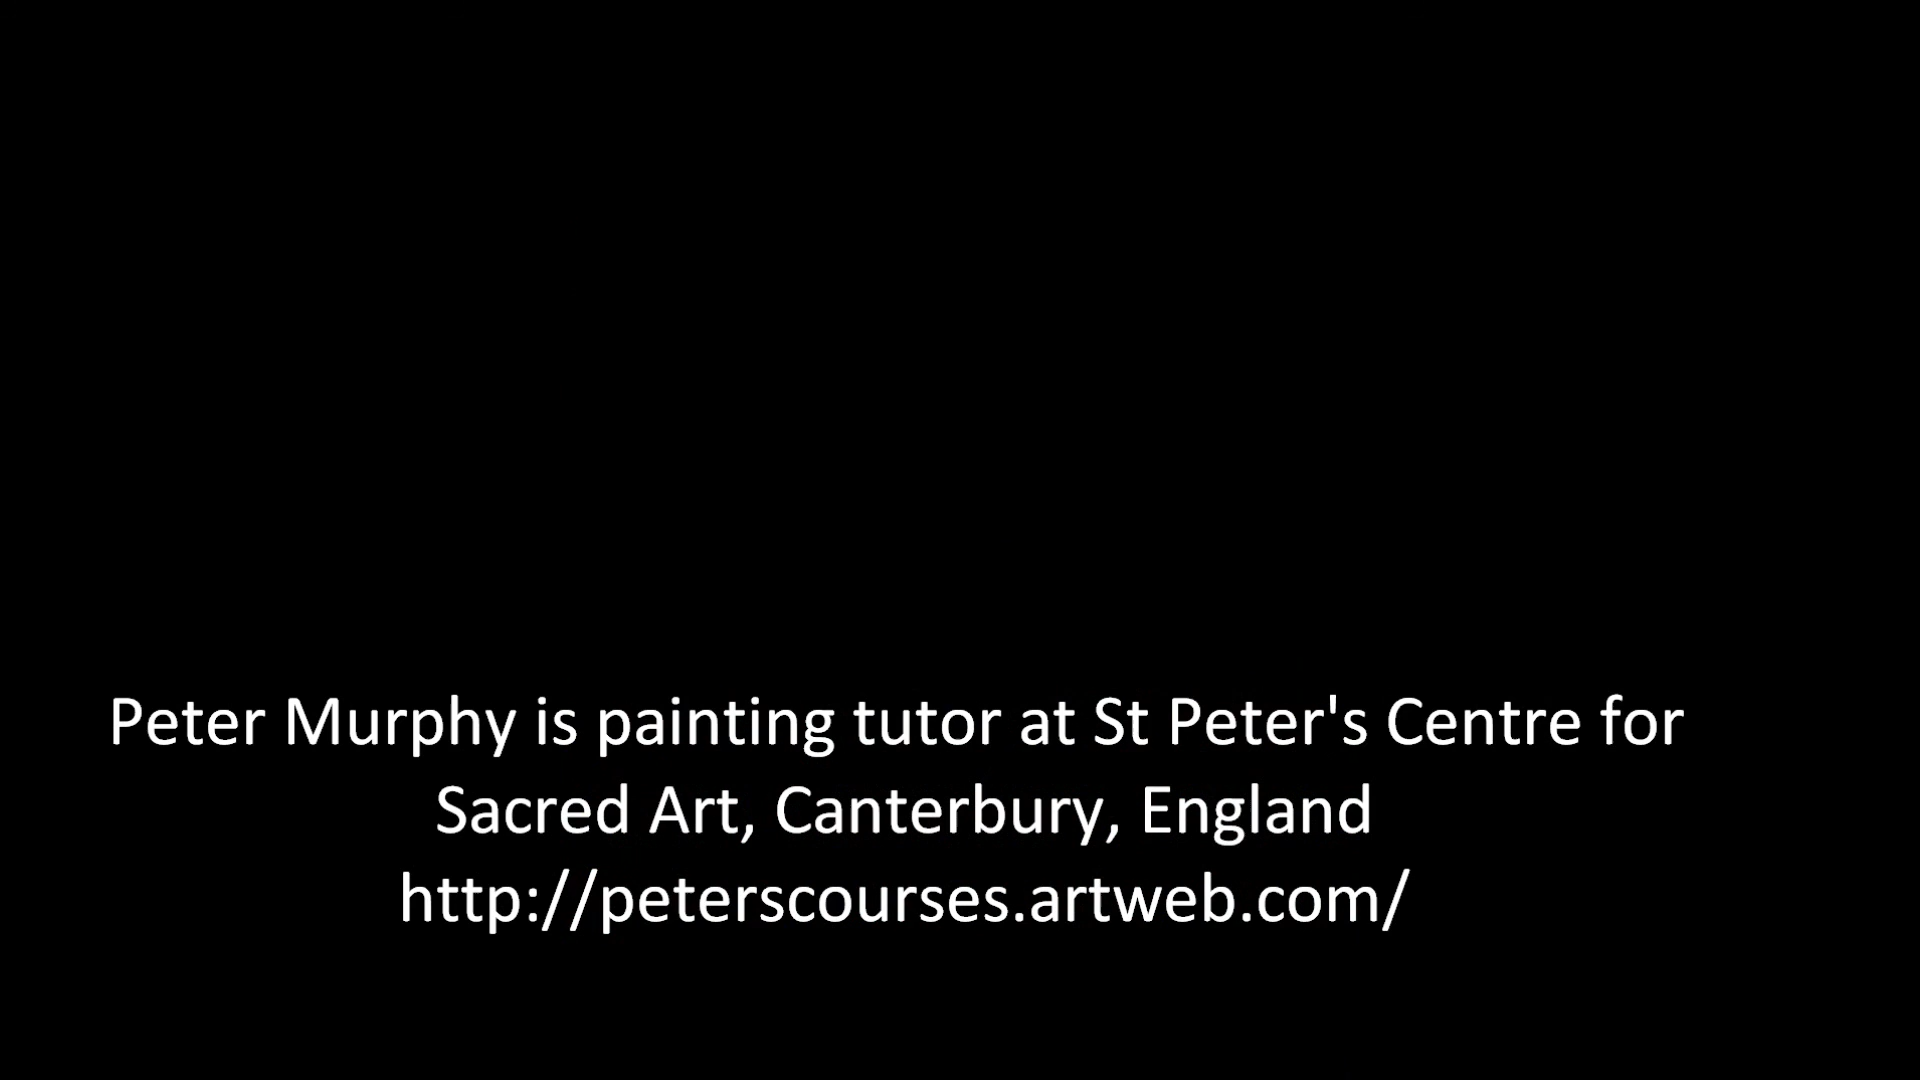 Peter Murphy is painting tutor at St Peter's Centre for
Sacred Art, Canterbury, England
http://peterscourses.artweb.com/